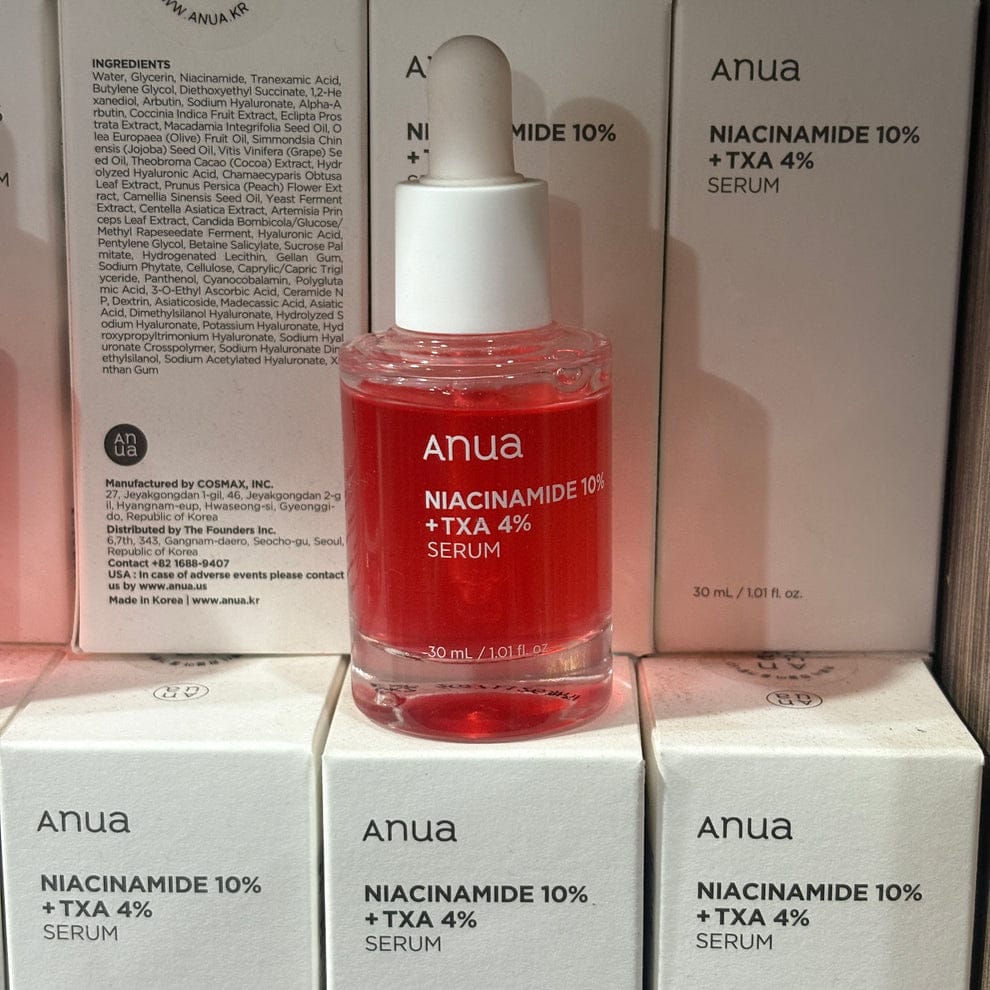 WW.ANUA.KR
INGREDIENTS
Water, Glycerin, Niacinamide, Tranexamic Acid,
Butylene Glycol, Diethoxyethyl Succinate, 1,2-He
xanediol, Arbutin, Sodium Hyaluronate, Alpha-A
rbutin, Coccinia Indica Fruit Extract, Eclipta Pros
trata Extract, Macadamia Integrifolia Seed Oil, O
lea Europaea (Olive) Fruit Oil, Simmondsia Chin
ensis (Jojoba) Seed Oil, Vitis Vinifera (Grape) Se
ed Oil, Theobroma Cacao (Cocoa) Extract, Hydr
olyzed Hyaluronic Acid, Chamaecyparis Obtusa
Leaf Extract, Prunus Persica (Peach) Flower Ext
ract, Camellia Sinensis Seed Oil, Yeast Ferment
Extract, Centella Asiatica Extract, Artemisia Prin
ceps Leaf Extract, Candida Bombicola/Glucose/
Methyl Rapeseedate Ferment, Hyaluronic Acid,
Pentylene Glycol, Betaine Salicylate, Sucrose Pal
mitate, Hydrogenated Lecithin, Gellan Gum,
Sodium Phytate, Cellulose, Caprylic/Capric Trigl
yceride, Panthenol, Cyanocobalamin, Polygluta
mic Acid, 3-O-Ethyl Ascorbic Acid, Ceramide N
P, Dextrin, Asiaticoside, Madecassic Acid, Asiatic
Acid, Dimethylsilanol Hyaluronate, Hydrolyzed S
odium Hyaluronate, Potassium Hyaluronate, Hyd
roxypropyltrimonium Hyaluronate, Sodium Hyal
uronate Crosspolymer, Sodium Hyaluronate Dim
ethylsilanol, Sodium Acetylated Hyaluronate, X
nthan Gum
An
ua
Manufactured by COSMAX, INC.
27, Jeyakgongdan 1-gil, 46, Jeyakgongdan 2-g
il, Hyangnam-eup, Hwaseong-si, Gyeonggi-
do, Republic of Korea
Distributed by The Founders Inc.
6,7th, 343, Gangnam-daero, Seocho-gu, Seoul,
Republic of Korea
Contact +82 1688-9407
USA : In case of adverse events please contact
us by www.anua.us
Made in Korea | www.anua.kr
A
NI MIDE 10%
+T
S
Anua
NIACINAMIDE 10%
+TXA 4%
SERUM
30 mL / 1.01 fl. oz.
Anua
NIACINAMIDE 10%
+TXA 4%
SERUM
30 mL / 1.01 fl. oz
An
ua
An
ua
Anua
NIACINAMIDE 10%
+TXA 4%
SERUM
Anua
NIACINAMIDE 10%
+TXA 4%
SERUM
Anua
NIACINAMIDE 10%
+TXA 4%
SERUM